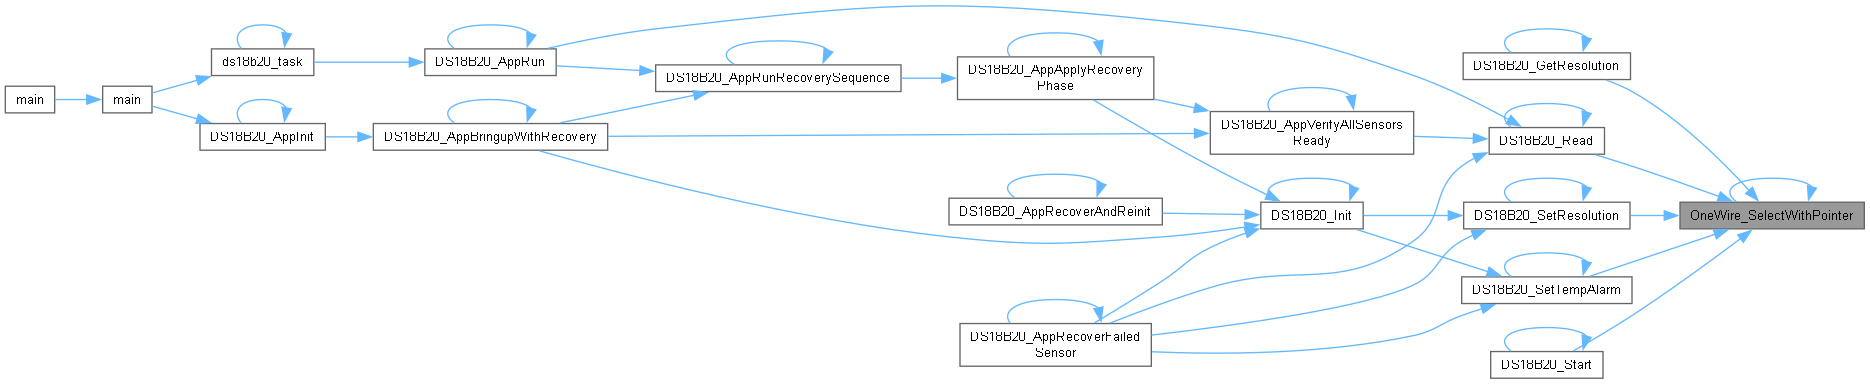 main
main
ds18b20_task
DS18B20_AppInit
DS18B20_AppRun
DS18B20_AppBringupWithRecovery
DS18B20_AppRunRecoverySequence
DS18B20_AppApplyRecovery
Phase
DS18B20_AppRecoverAndReinit
DS18B20_AppRecoverFailed
Sensor
DS18B20_AppVerifyAllSensors
Ready
DS18B20_Init
DS18B20_GetResolution
DS18B20_Read
DS18B20_SetResolution
DS18B20_SetTempAlarm
DS18B20_Start
OneWire_SelectWithPointer